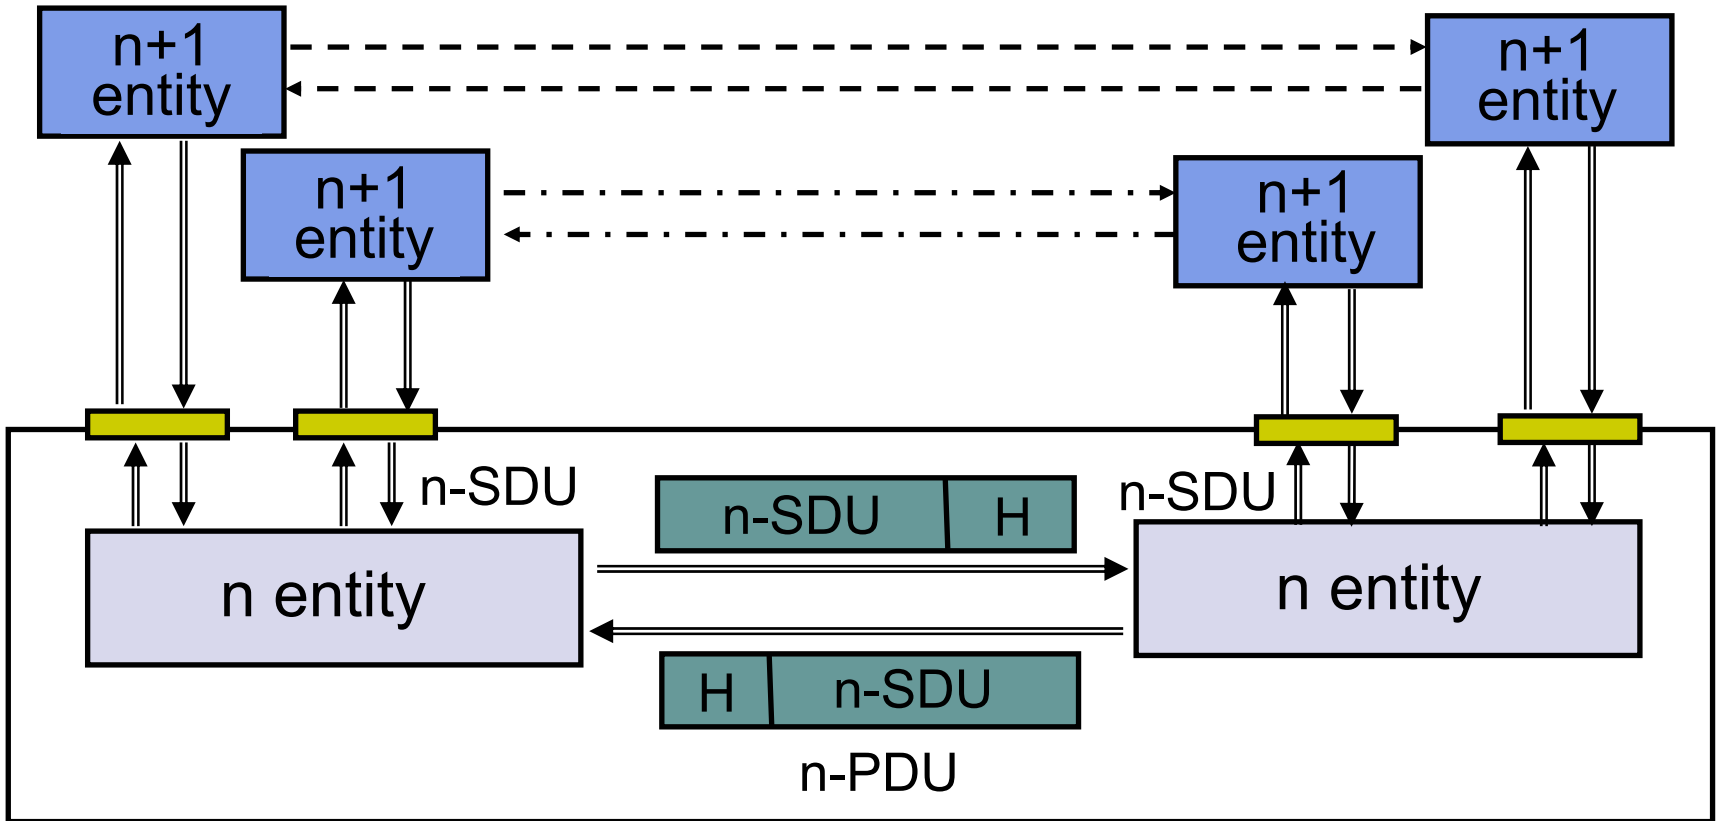 n+1
entity
n+1
entity
n+1
entity
n+1
entity
n-SDU
n-SDU H
n-SDU
n entity
n entity
H n-SDU
n-PDU